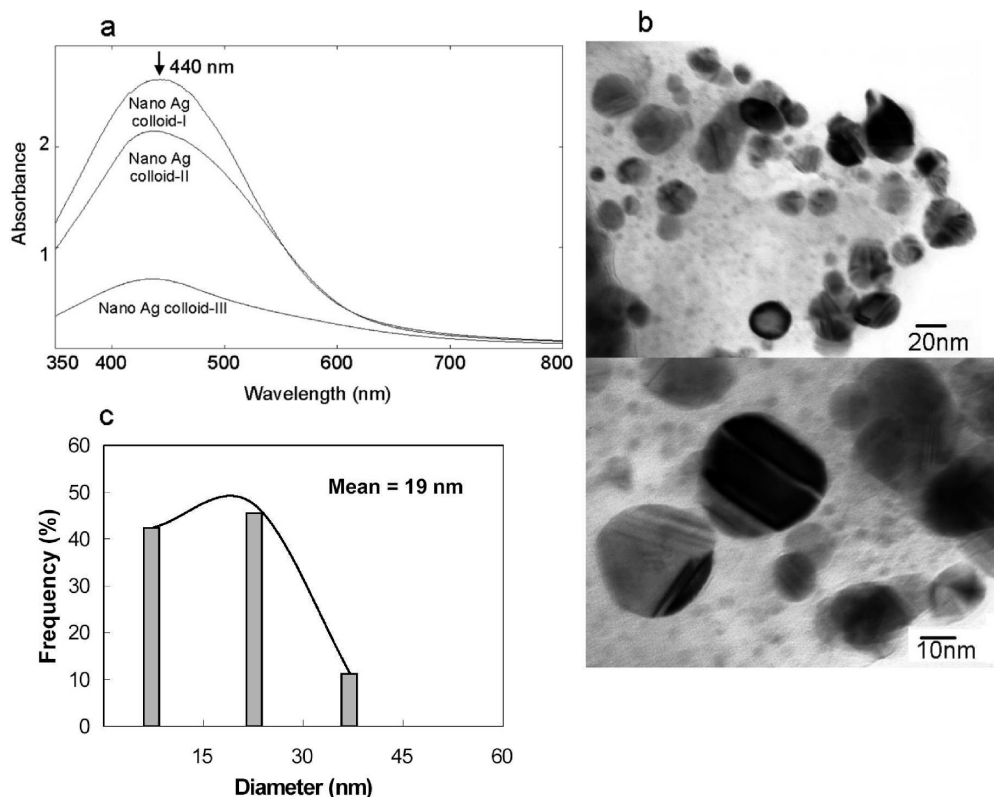 a
440 nm
Nano Ag
colloid-I
Nano Ag
colloid-II
Nano Ag colloid-III
2
1
Absorbance
350 400 500 600 700 800
Wavelength (nm)
b
20nm
10nm
c
Mean = 19 nm
60
50
40
30
20
10
0
Frequency (%)
15 30 45 60
Diameter (nm)